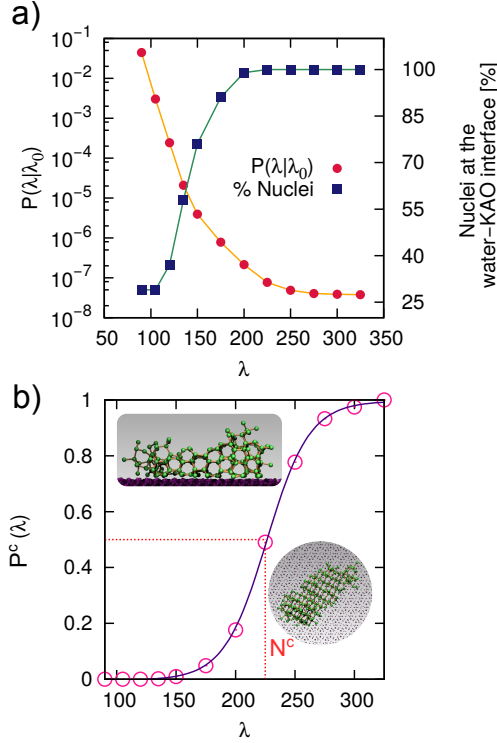 a)
10⁻¹
10⁻²
10⁻³
10⁻⁴
10⁻⁵
10⁻⁶
10⁻⁷
10⁻⁸
P(λ|λ₀)
100
85
70
55
40
25
Nuclei at the
water−KAO interface [%]
P(λ|λ₀)
% Nuclei
50 100 150 200 250 300 350
λ
b)
1
0.8
0.6
0.4
0.2
0
Pᶜ(λ)
Nᶜ
100 150 200 250 300
λ